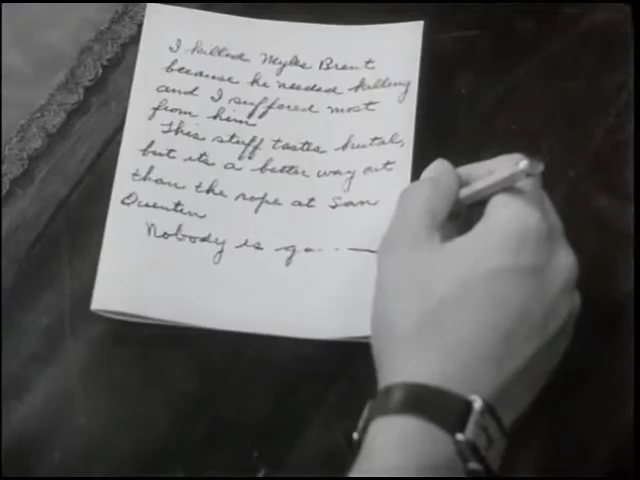 I killed Myles Brent
because he needed killing
and I suffered most
from him
This stuff tastes brutal,
but its a better way out
than the rope at San
Quentin
Nobody is go...